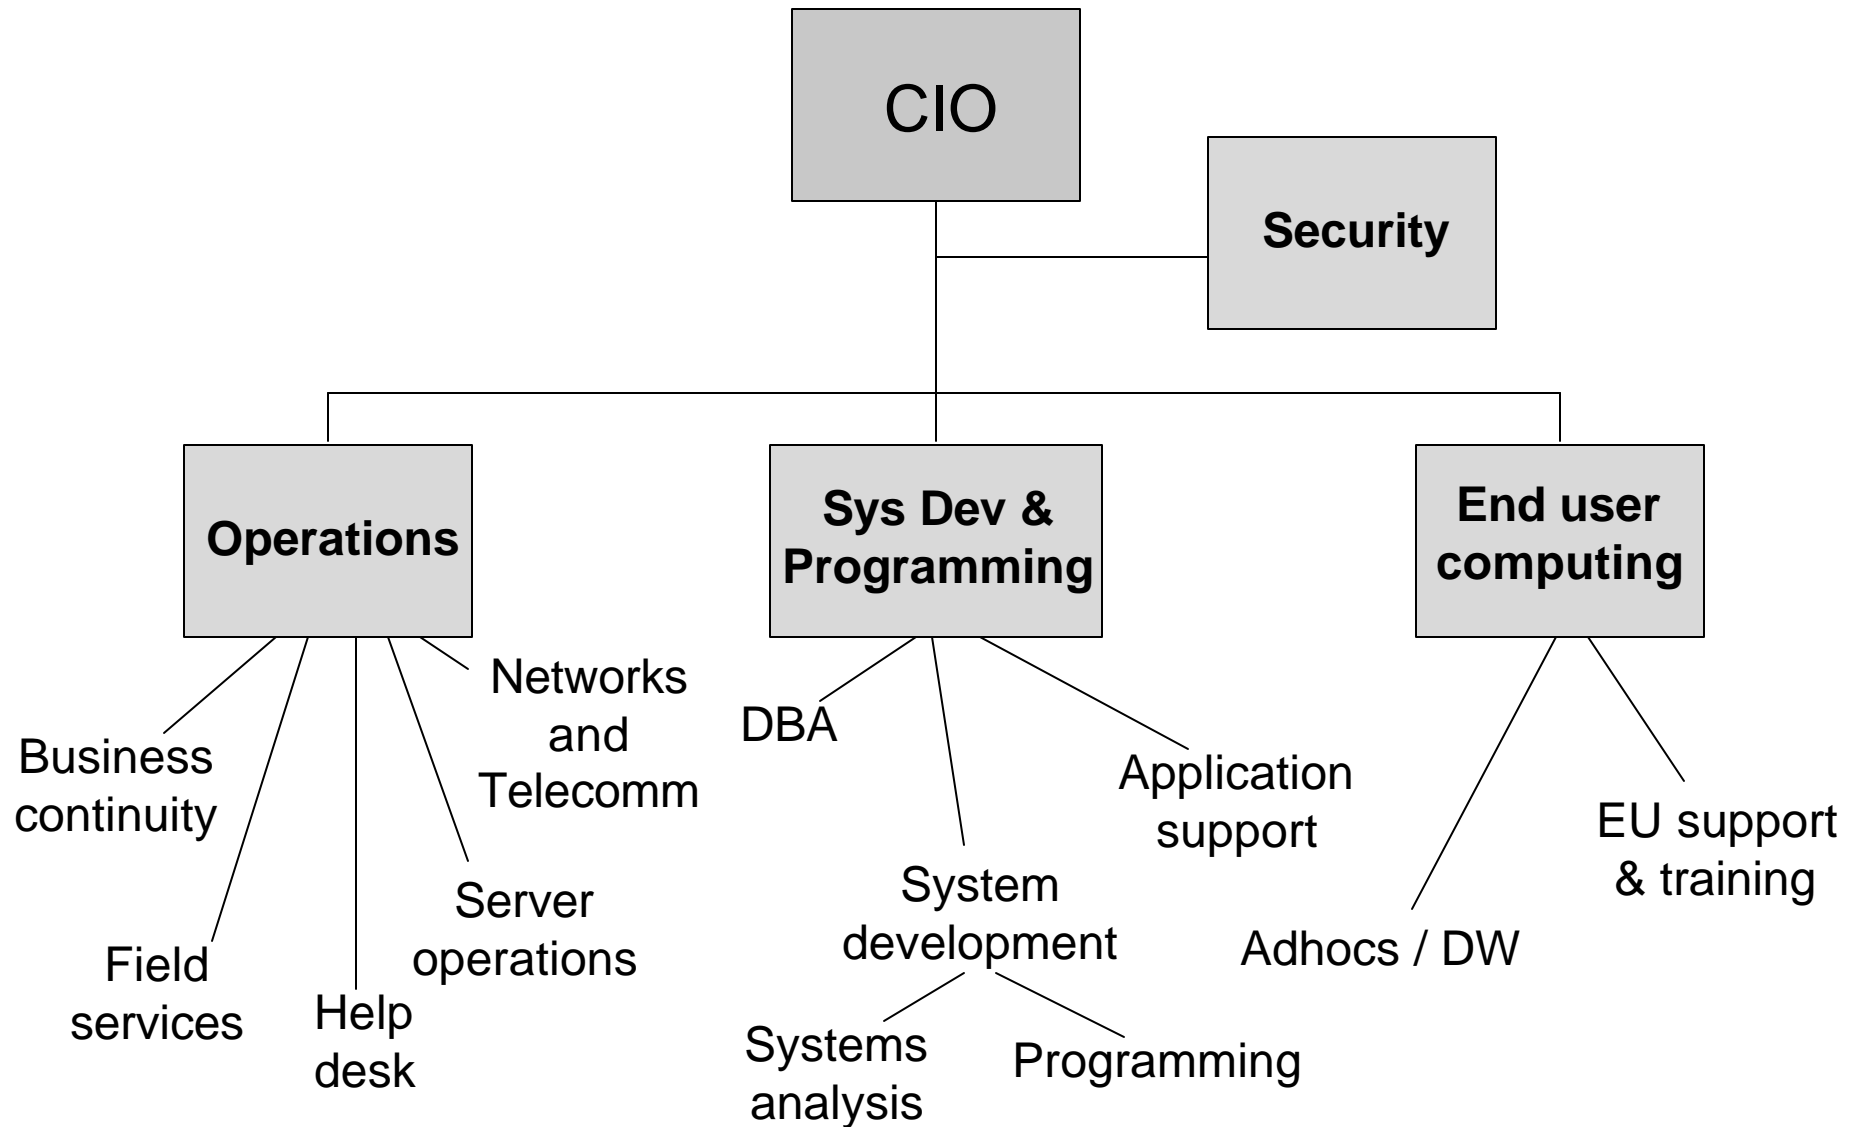 CIO
Security
Operations
Sys Dev &
Programming
End user
computing
Business
continuity
Field
services
Help
desk
Server
operations
Networks
and
Telecomm
DBA
System
development
Systems
analysis
Programming
Application
support
Adhocs / DW
EU support
& training